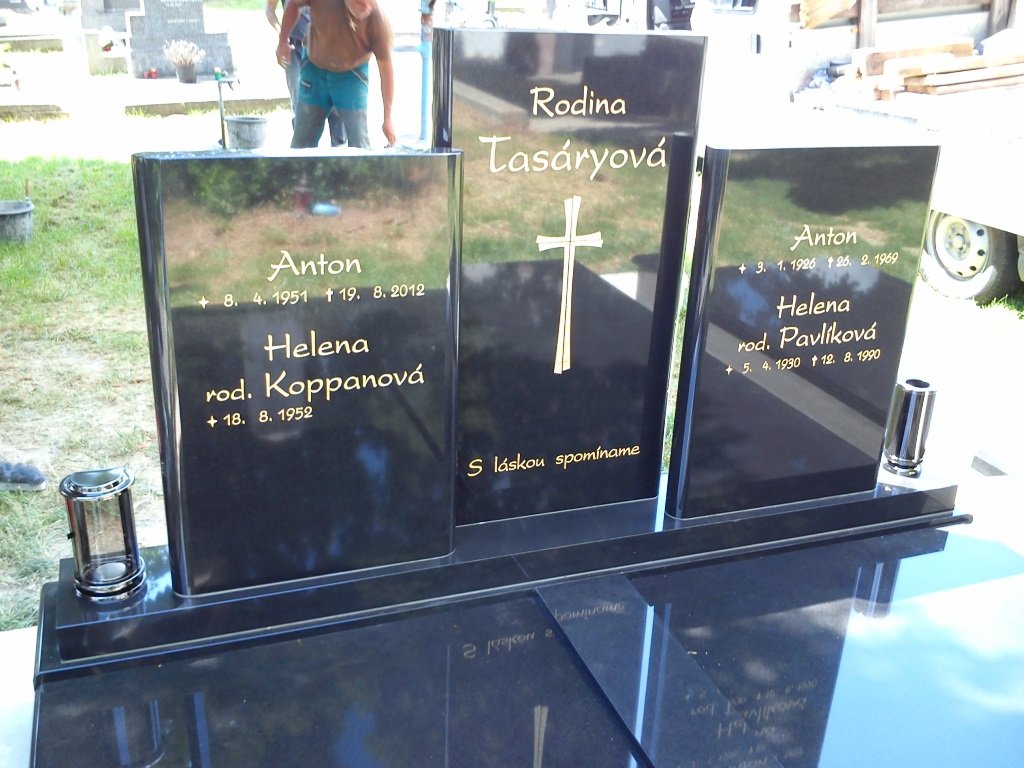 Anton
✦ 8. 4. 1951 ✝ 19. 8. 2012
Helena
rod. Koppanová
✦ 18. 8. 1952
Rodina
Tasáryová
S láskou spomíname
Anton
✦ 3. 1. 1926 ✝ 26. 2. 1969
Helena
rod. Pavlíková
✦ 5. 4. 1930 ✝ 12. 8. 1990